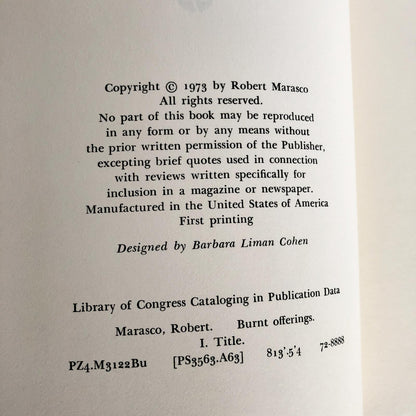 Copyright © 1973 by Robert Marasco
All rights reserved.
No part of this book may be reproduced
in any form or by any means without
the prior written permission of the Publisher,
excepting brief quotes used in connection
with reviews written specifically for
inclusion in a magazine or newspaper.
Manufactured in the United States of America
First printing
Designed by Barbara Liman Cohen
Library of Congress Cataloging in Publication Data
Marasco, Robert. Burnt offerings.
I. Title.
PZ4.M3122Bu [PS3563.A63] 813'.5'4 72-8888